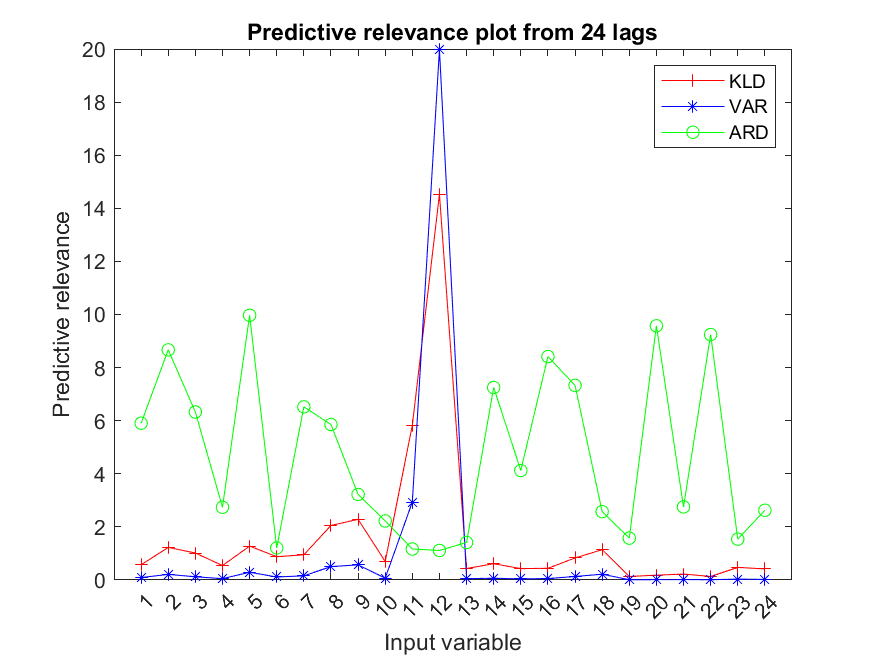 Predictive relevance plot from 24 lags
KLD
VAR
ARD
Predictive relevance
20
18
16
14
12
10
8
6
4
2
0
1 2 3 4 5 6 7 8 9 10 11 12 13 14 15 16 17 18 19 20 21 22 23 24
Input variable